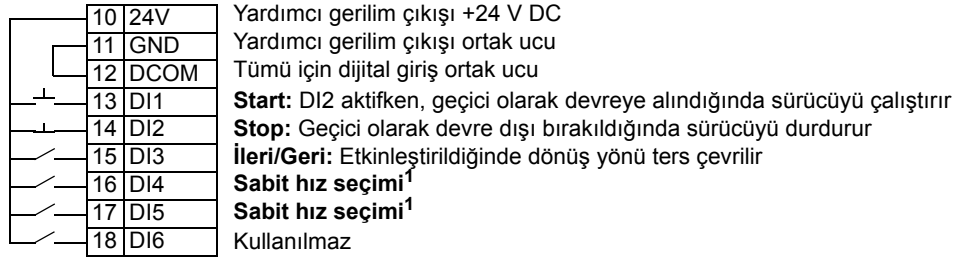 10 24V Yardımcı gerilim çıkışı +24 V DC
11 GND Yardımcı gerilim çıkışı ortak ucu
12 DCOM Tümü için dijital giriş ortak ucu
13 DI1 Start: DI2 aktifken, geçici olarak devreye alındığında sürücüyü çalıştırır
14 DI2 Stop: Geçici olarak devre dışı bırakıldığında sürücüyü durdurur
15 DI3 İleri/Geri: Etkinleştirildiğinde dönüş yönü ters çevrilir
16 DI4 Sabit hız seçimi¹
17 DI5 Sabit hız seçimi¹
18 DI6 Kullanılmaz